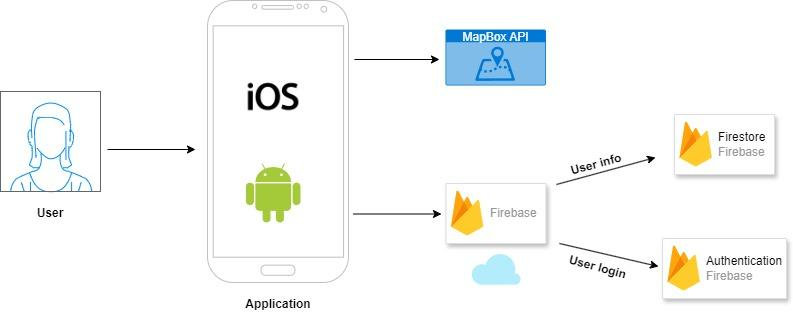 MapBox API
iOS
User
Application
Firebase
User info
User login
Firestore
Firebase
Authentication
Firebase